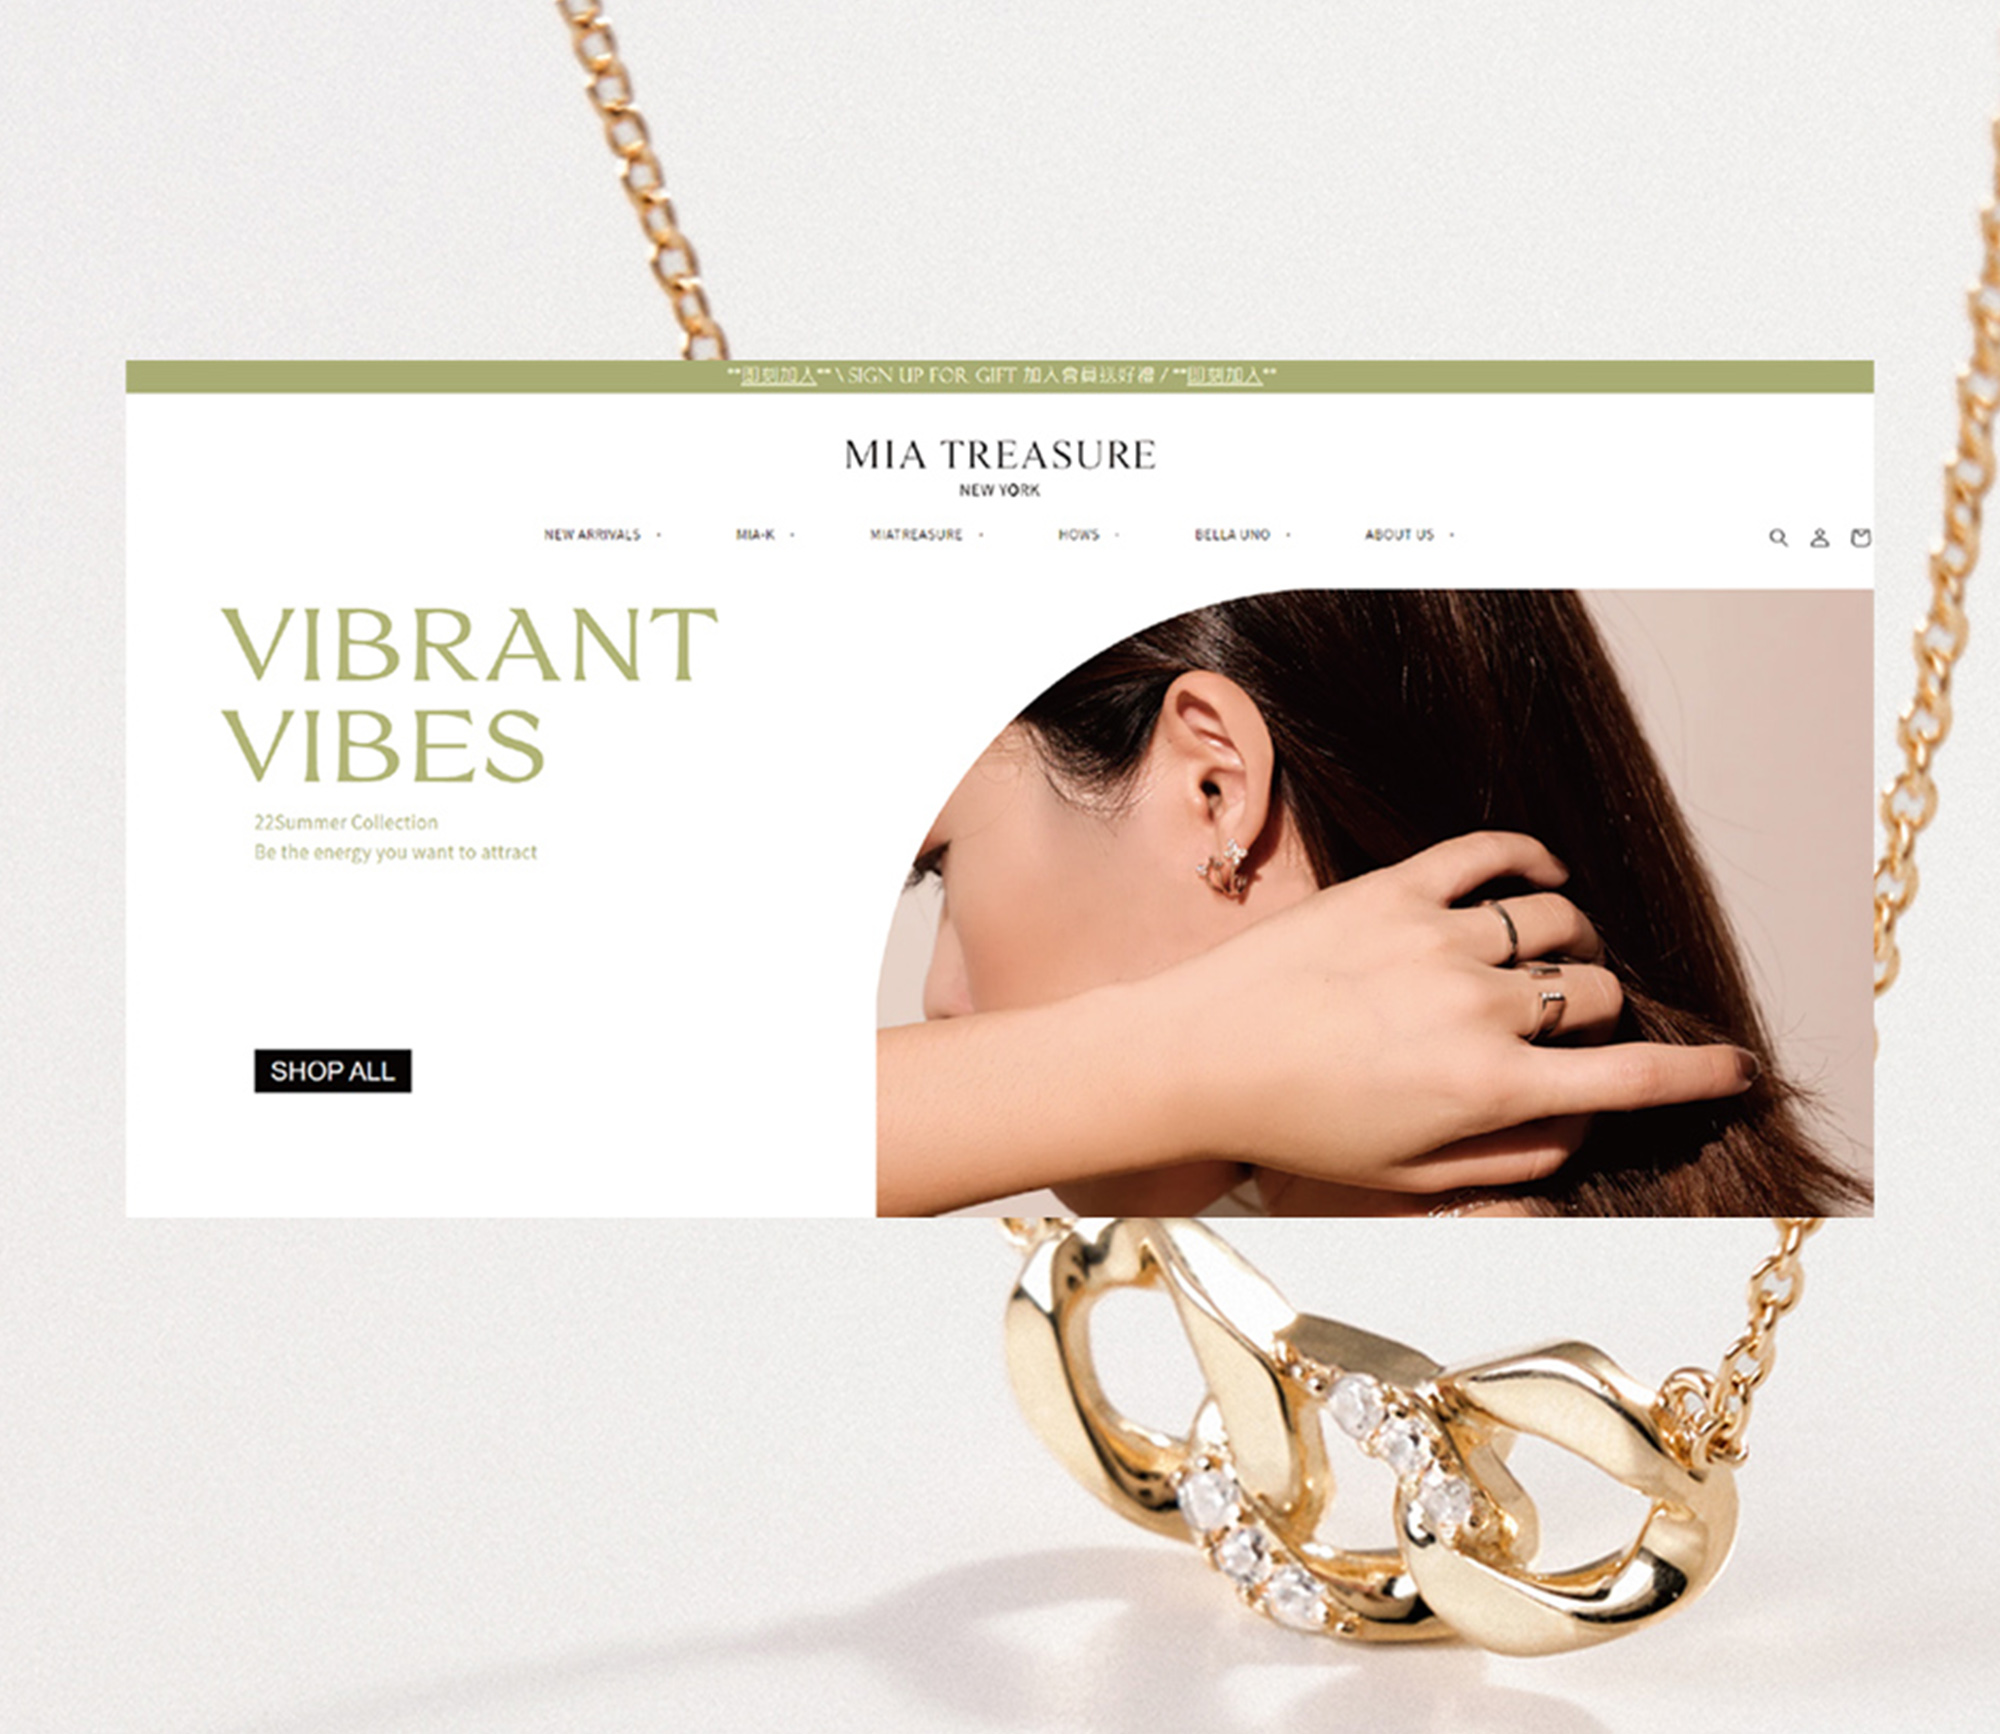 **即刻加入** \ SIGN UP FOR GIFT 加入會員送好禮 / **即刻加入**
MIA TREASURE
NEW YORK
NEW ARRIVALS MIA-K MIATREASURE HOWS BELLA UNO ABOUT US
VIBRANT
VIBES
22Summer Collection
Be the energy you want to attract
SHOP ALL